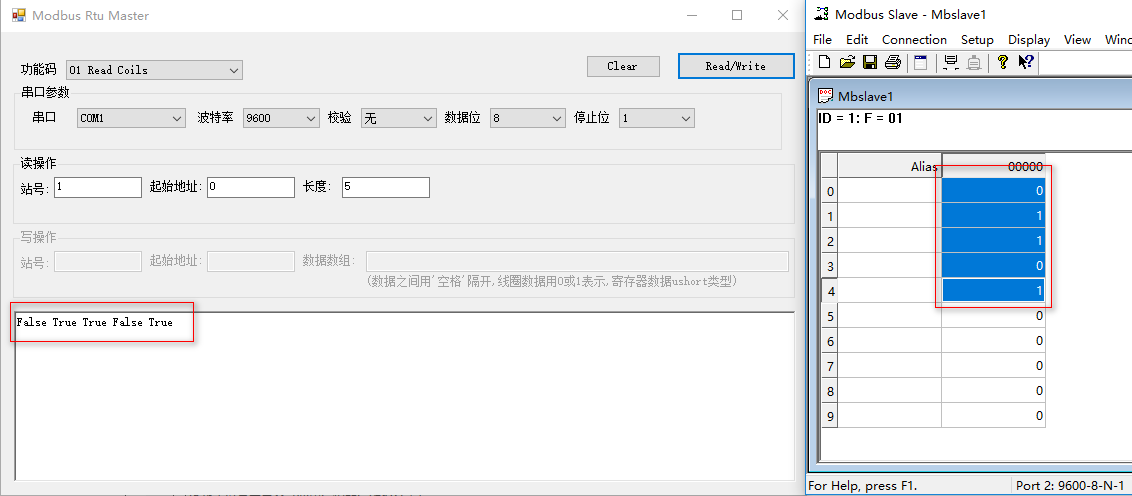 Modbus Rtu Master
功能码 01 Read Coils Clear Read/Write
串口参数
串口 COM1 波特率 9600 校验 无 数据位 8 停止位 1
读操作
站号: 1 起始地址: 0 长度: 5
写操作
站号: 起始地址: 数据数组:
(数据之间用'空格'隔开,线圈数据用0或1表示,寄存器数据ushort类型)
False True True False True
Modbus Slave - Mbslave1
File Edit Connection Setup Display View
Mbslave1
ID = 1: F = 01
Alias 00000
0 0
1 1
2 1
3 0
4 1
5 0
6 0
7 0
8 0
9 0
For Help, press F1. Port 2: 9600-8-N-1